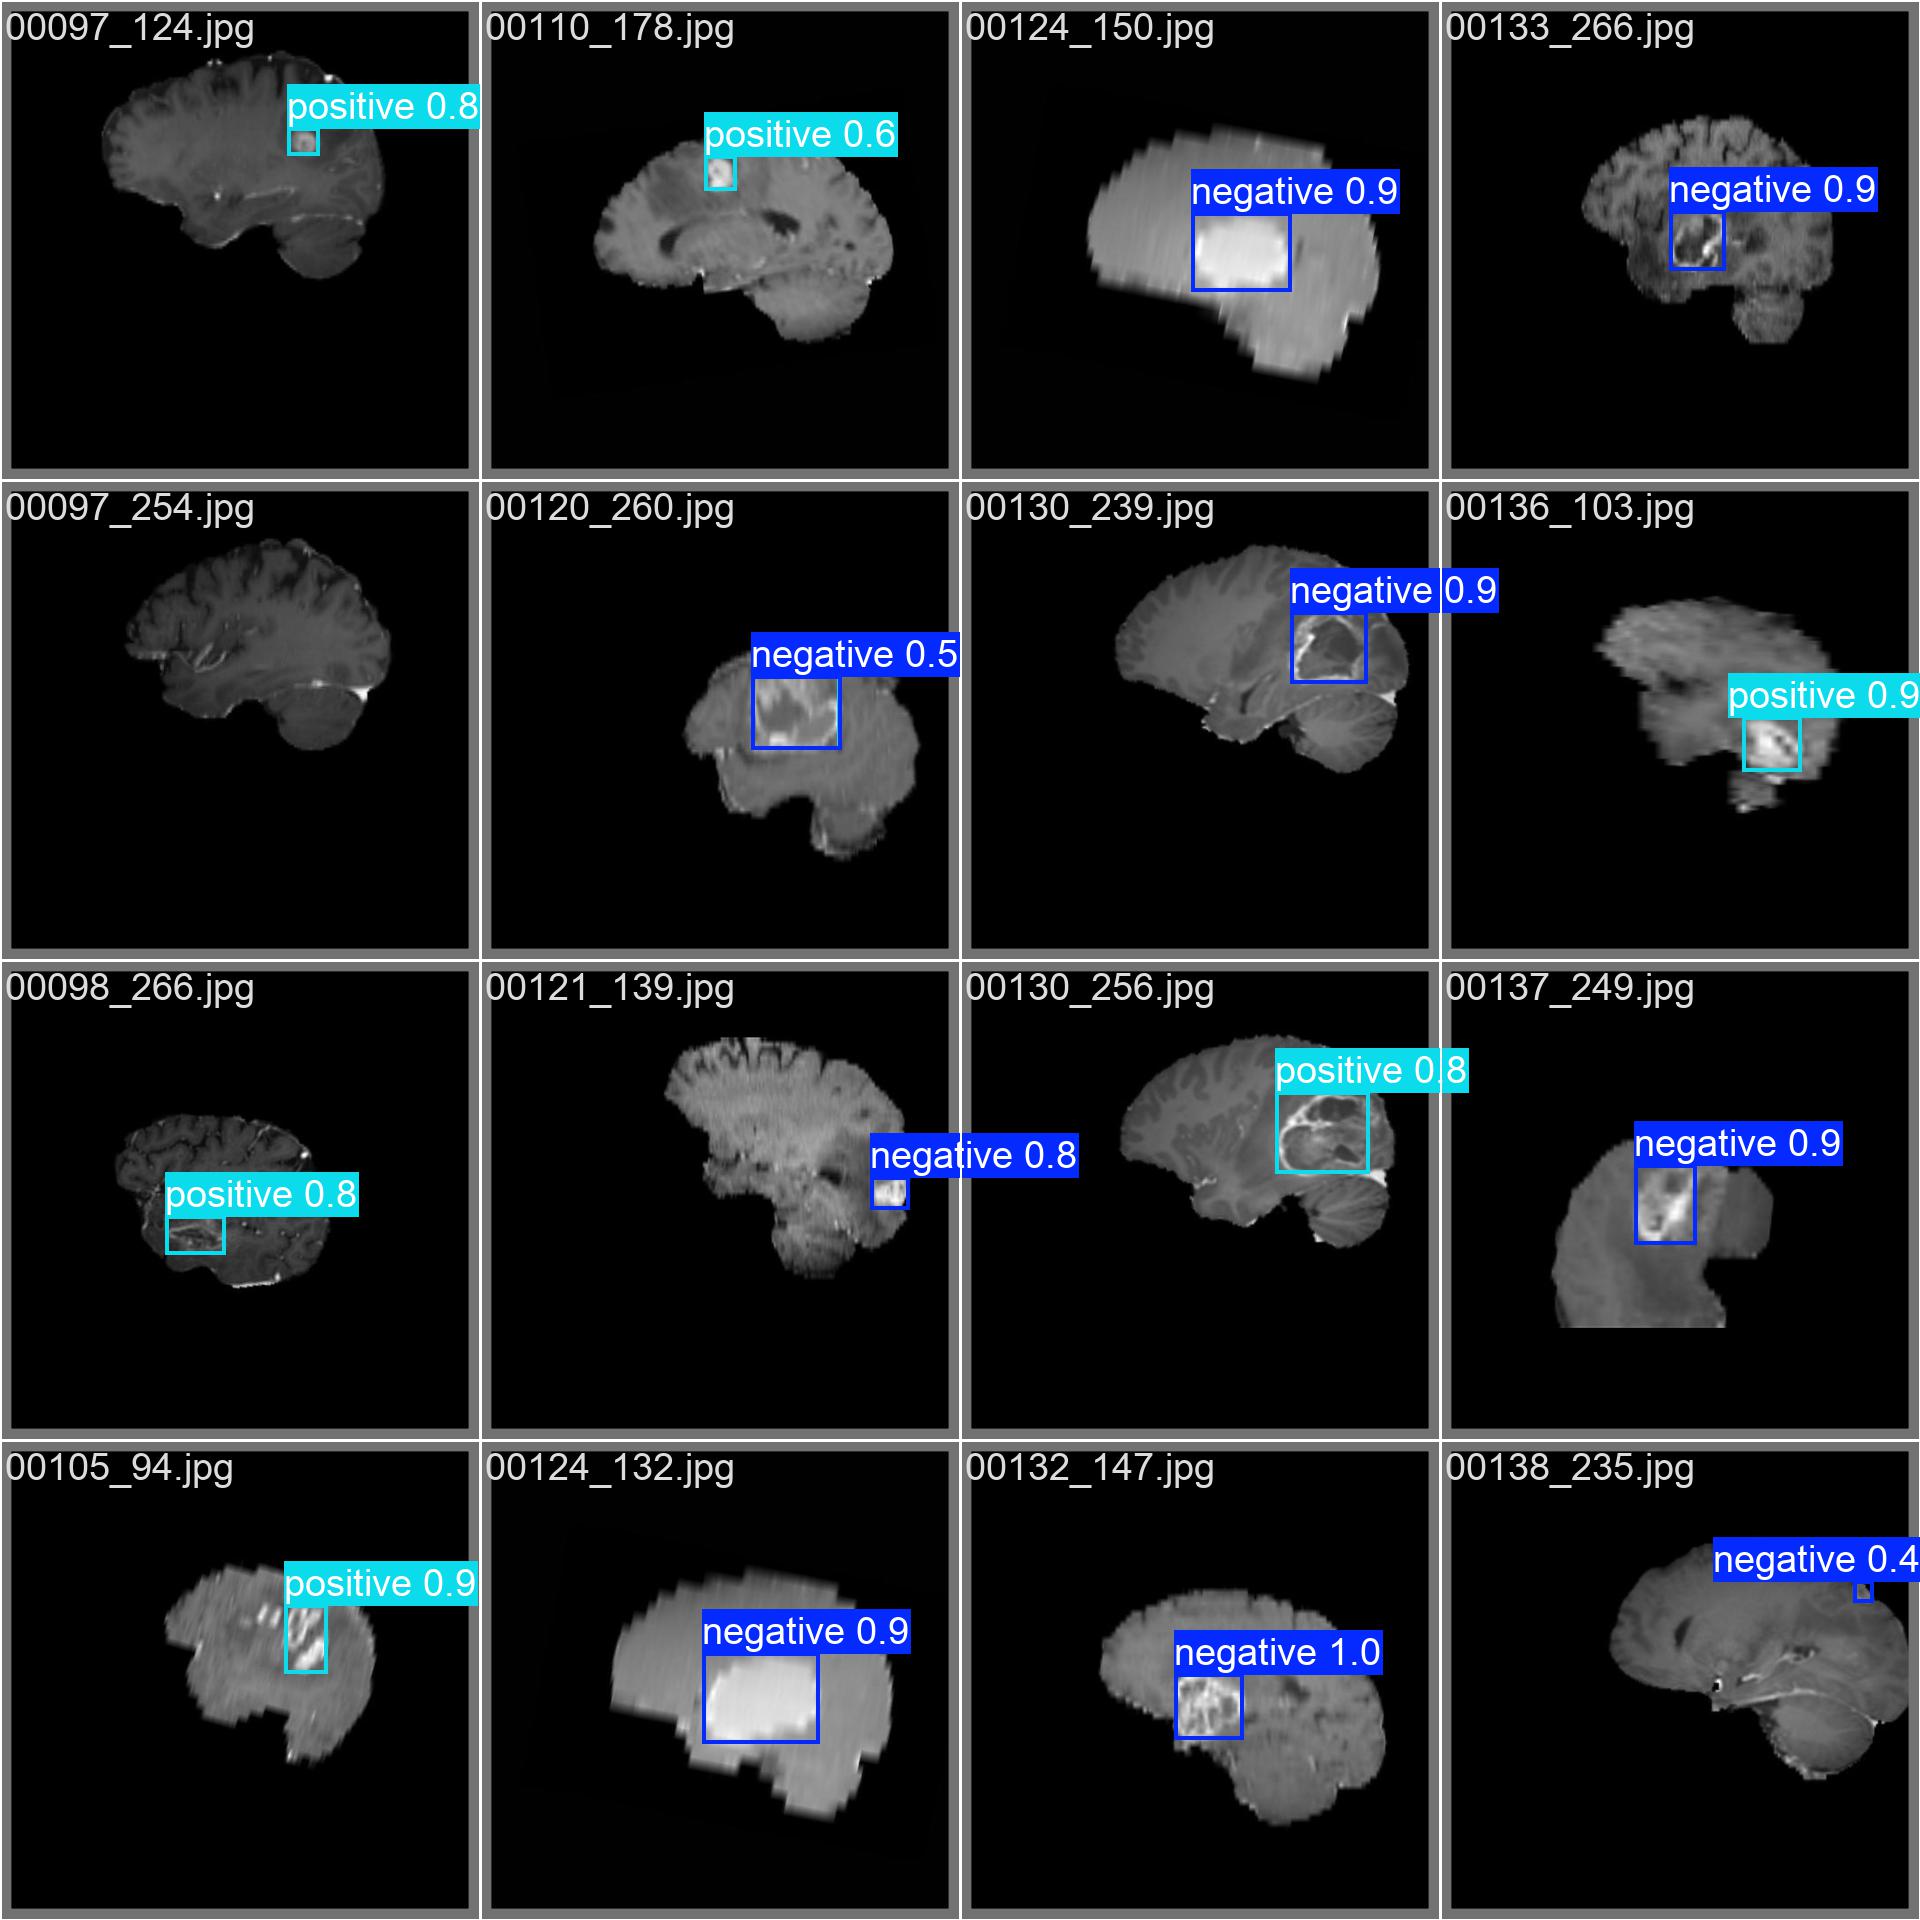 00097_124.jpg
positive 0.8
00110_178.jpg
positive 0.6
00124_150.jpg
negative 0.9
00133_266.jpg
negative 0.9
00097_254.jpg
00120_260.jpg
negative 0.5
00130_239.jpg
negative 0.9
00136_103.jpg
positive 0.9
00098_266.jpg
positive 0.8
00121_139.jpg
negative 0.8
00130_256.jpg
positive 0.8
00137_249.jpg
negative 0.9
00105_94.jpg
positive 0.9
00124_132.jpg
negative 0.9
00132_147.jpg
negative 1.0
00138_235.jpg
negative 0.4